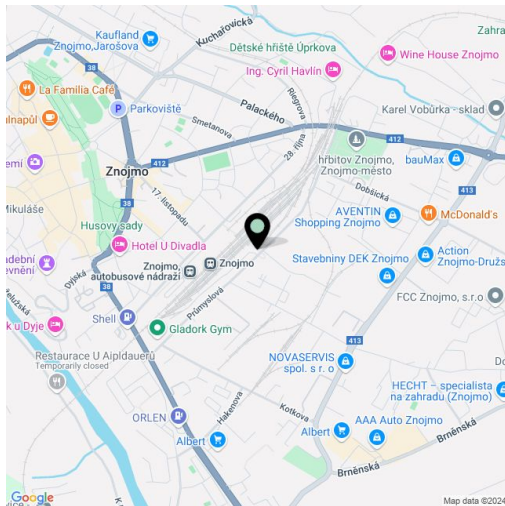 Kaufland
Znojmo,Jarošova
Kuchařovická
Zahra
Dětské hřiště Úprkova
Wine House Znojmo
38
Ing. Cyril Havlín
La Familia Café
Parkoviště
Palackého
Riegrova
Karel Vobůrka - sklad
Smetanova
28. října
412
412
hřbitov Znojmo,
Znojmo-město
bauMax
Znojmo
Dobšická
17. listopadu
Mikuláše
Husovy sady
AVENTIN
Shopping Znojmo
McDonald's
Hotel U Divadla
Stavebniny DEK Znojmo
Action
Znojmo-Družs
Znojmo,
autobusové nádraží
Znojmo
Dyjská
38
FCC Znojmo, s.r.o
Průmyslová
Shell
k u Dyje
Gladork Gym
413
Restaurace U Aipldauerů
Temporarily closed
NOVASERVIS
spol. s r. o
HECHT – specialista
na zahradu (Znojmo)
ORLEN
Hakenova
Kotkova
AAA Auto Znojmo
Albert
Albert
413
Brněnská
Brněnská
38
Google
Map data ©2024